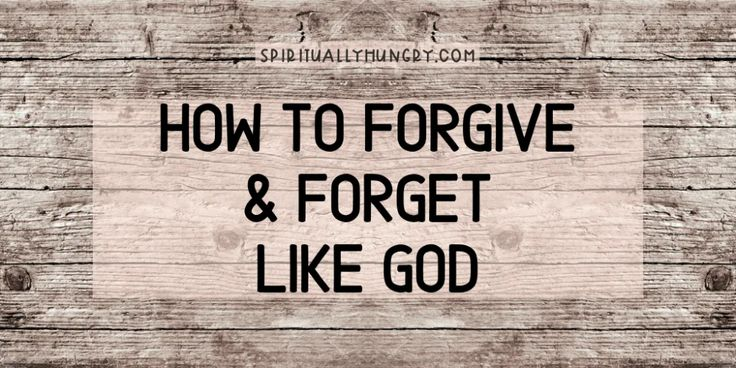 SPIRITUALLYHUNGRY.COM
HOW TO FORGIVE
& FORGET
LIKE GOD